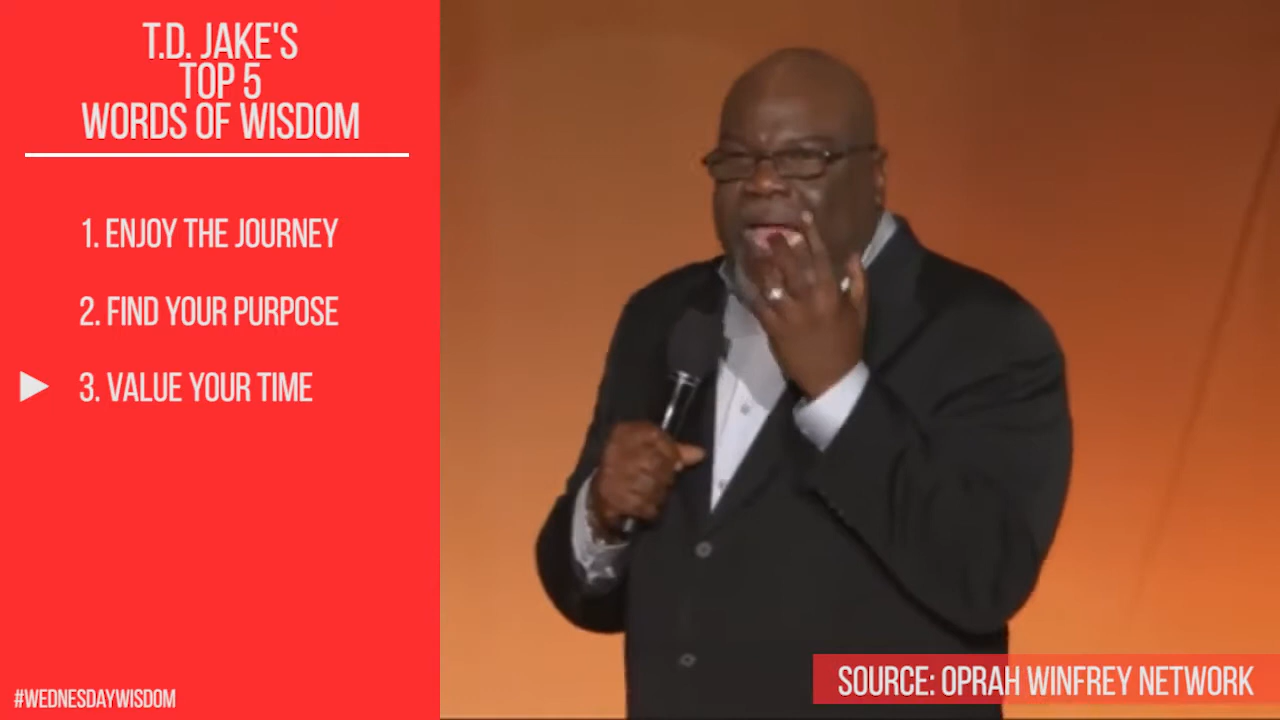 T.D. JAKE'S
TOP 5
WORDS OF WISDOM
1. ENJOY THE JOURNEY
2. FIND YOUR PURPOSE
3. VALUE YOUR TIME
#WEDNESDAYWISDOM
SOURCE: OPRAH WINFREY NETWORK